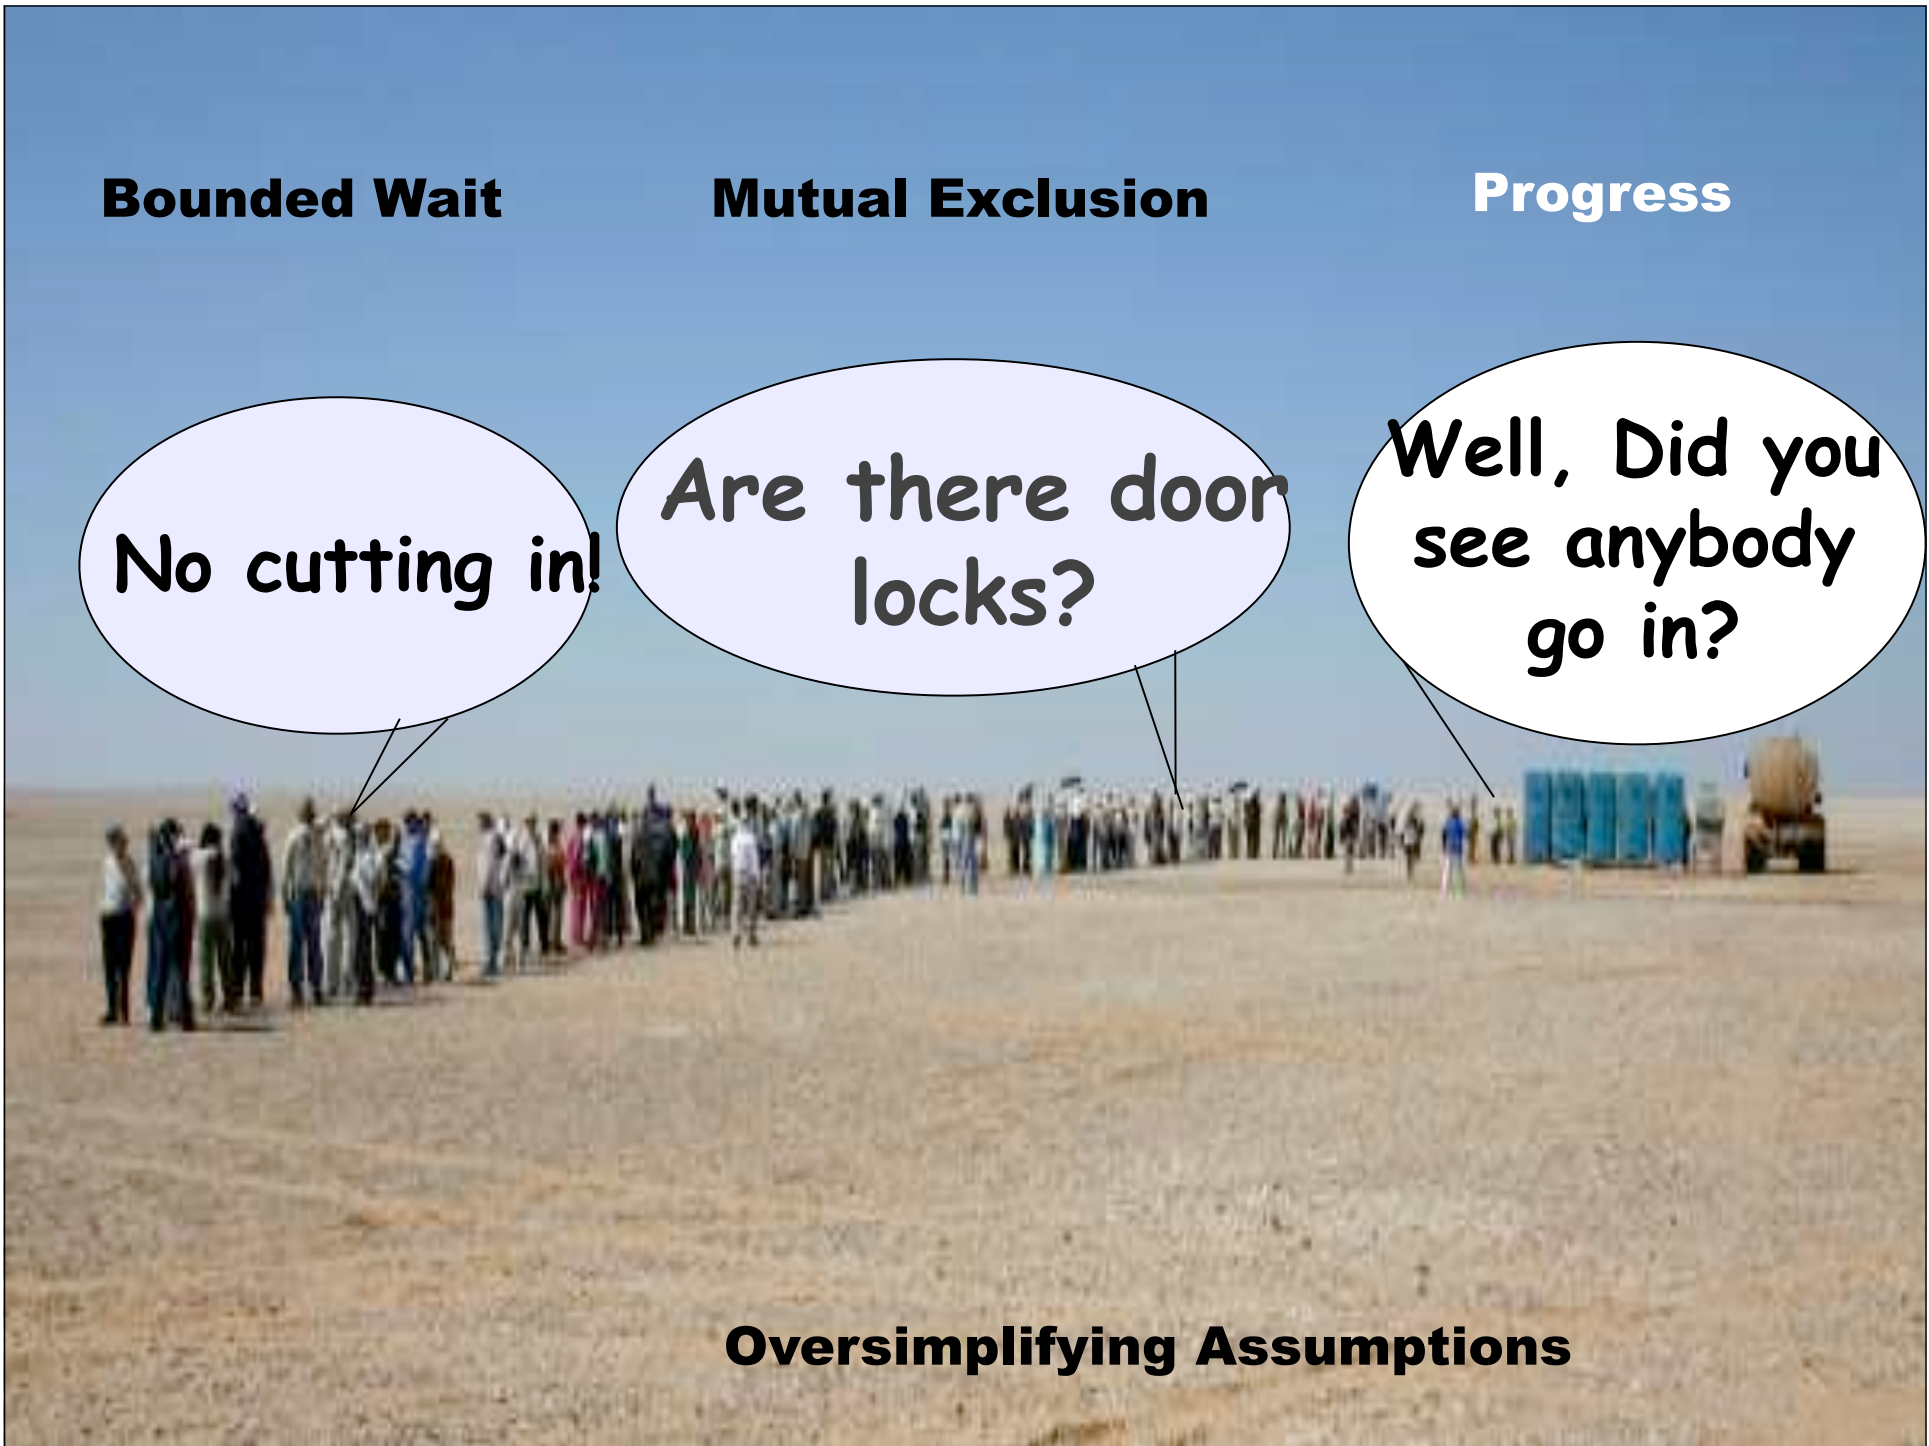 Bounded Wait
Mutual Exclusion
Progress
No cutting in!
Are there door
locks?
Well, Did you
see anybody
go in?
Oversimplifying Assumptions